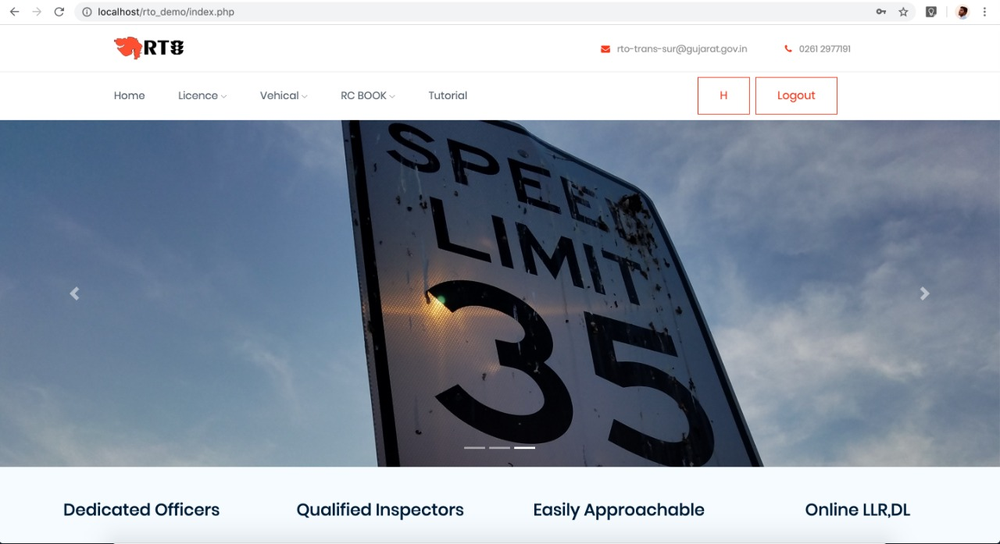 localhost/rto_demo/index.php
RTO
rto-trans-sur@gujarat.gov.in 0261 2977191
Home Licence Vehical RC BOOK Tutorial H Logout
SPEED
LIMIT
35
Dedicated Officers Qualified Inspectors Easily Approachable Online LLR,DL